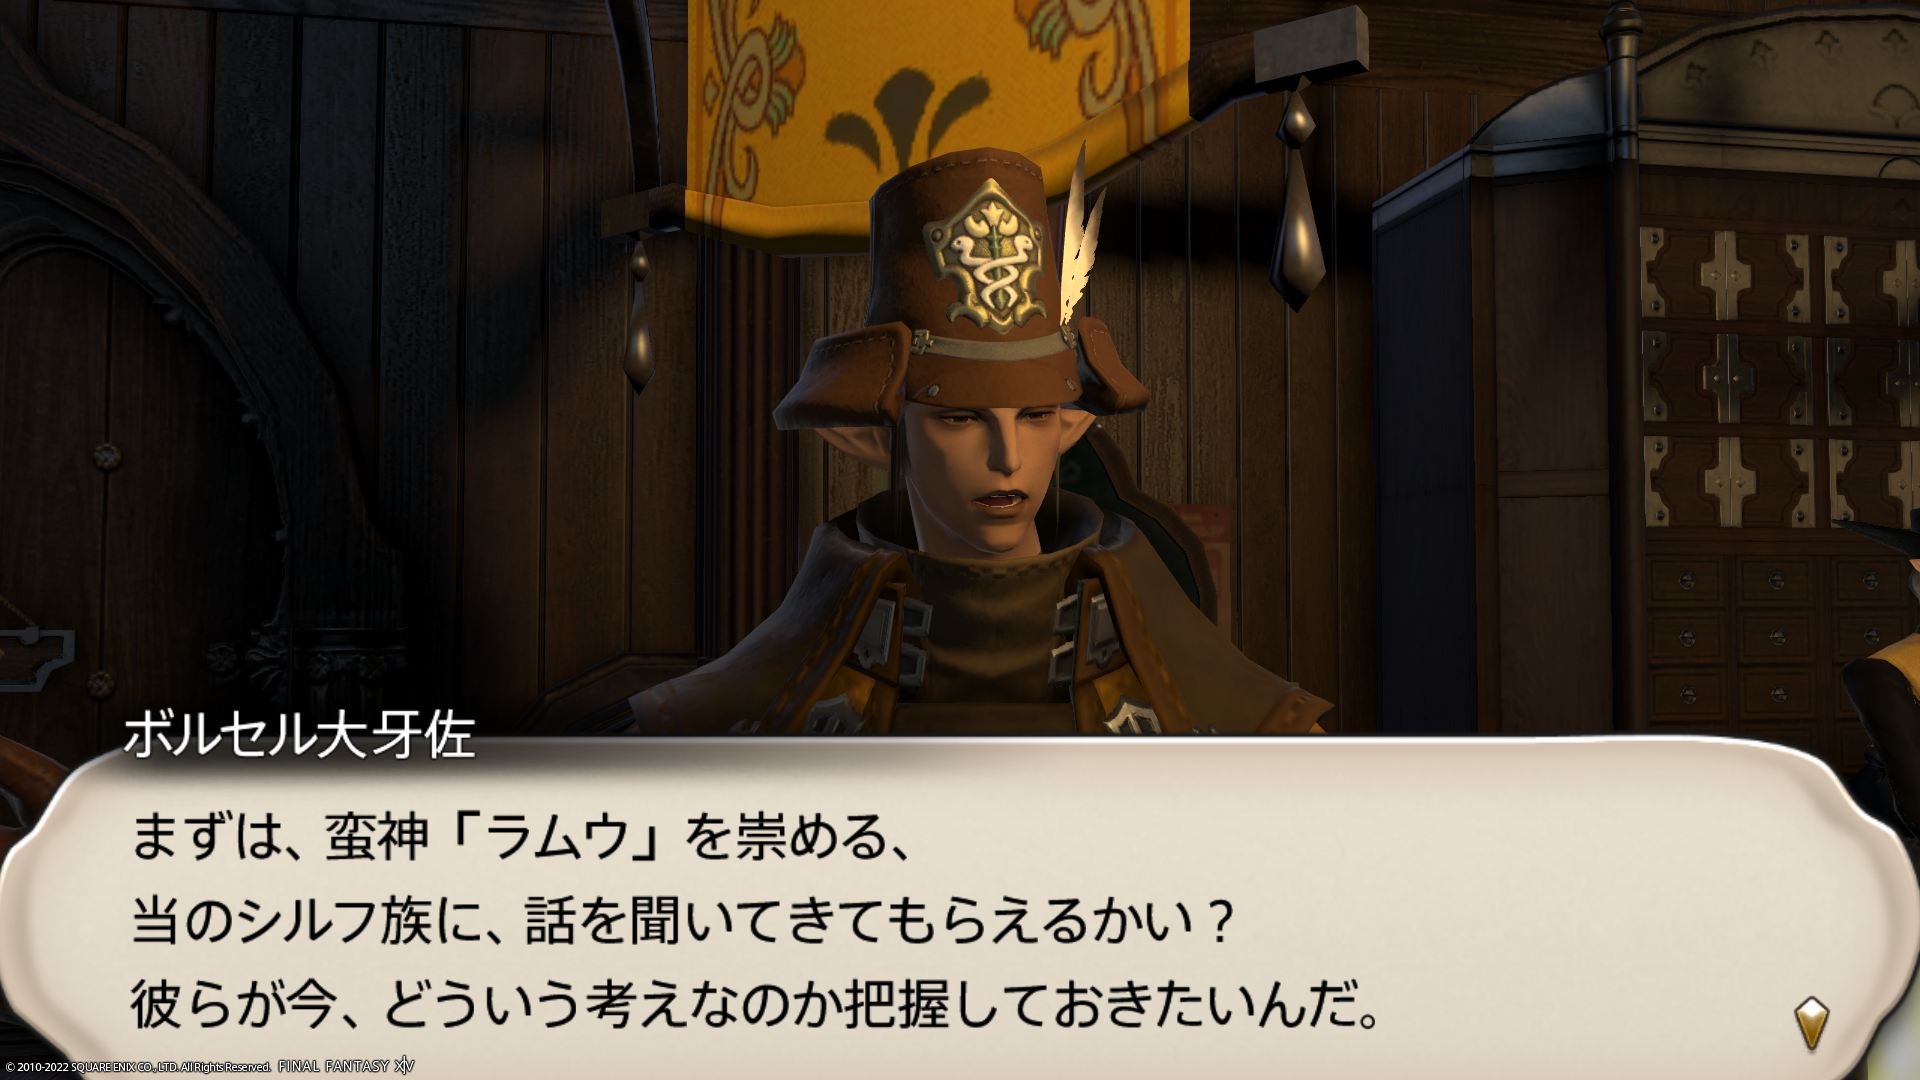 ボルセル大牙佐
まずは、蛮神「ラムウ」を崇める、
当のシルフ族に、話を聞いてきてもらえるかい？
彼らが今、どういう考えなのか把握しておきたいんだ。
© 2010-2022 SQUARE ENIX CO., LTD. All Rights Reserved. FINAL FANTASY XIV